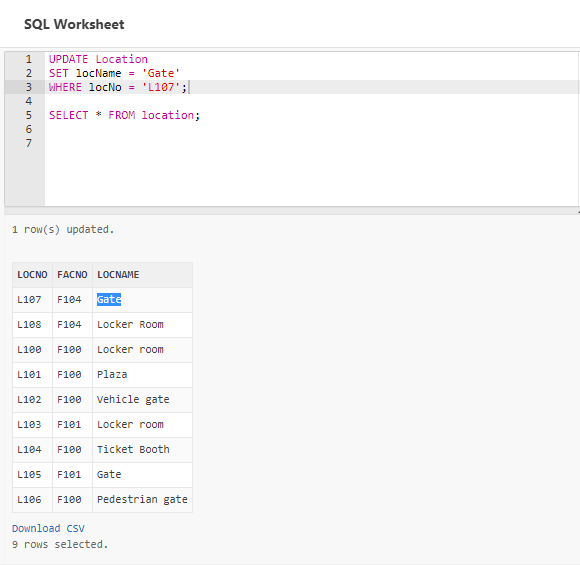 SQL Worksheet
1 UPDATE Location
2 SET locName = 'Gate'
3 WHERE locNo = 'L107';
4
5 SELECT * FROM location;
6
7
1 row(s) updated.
LOCNO FACNO LOCNAME
L107 F104 Gate
L108 F104 Locker Room
L100 F100 Locker room
L101 F100 Plaza
L102 F100 Vehicle gate
L103 F101 Locker room
L104 F100 Ticket Booth
L105 F101 Gate
L106 F100 Pedestrian gate
Download CSV
9 rows selected.